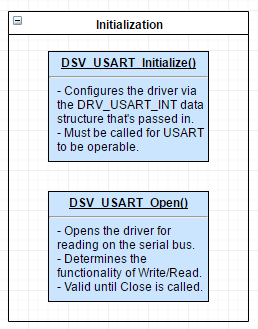 Initialization
DSV_USART_Initialize()
- Configures the driver via
the DRV_USART_INT data
structure that's passed in.
- Must be called for USART
to be operable.
DSV_USART_Open()
- Opens the driver for
reading on the serial bus.
- Determines the
functionality of Write/Read.
- Valid until Close is called.